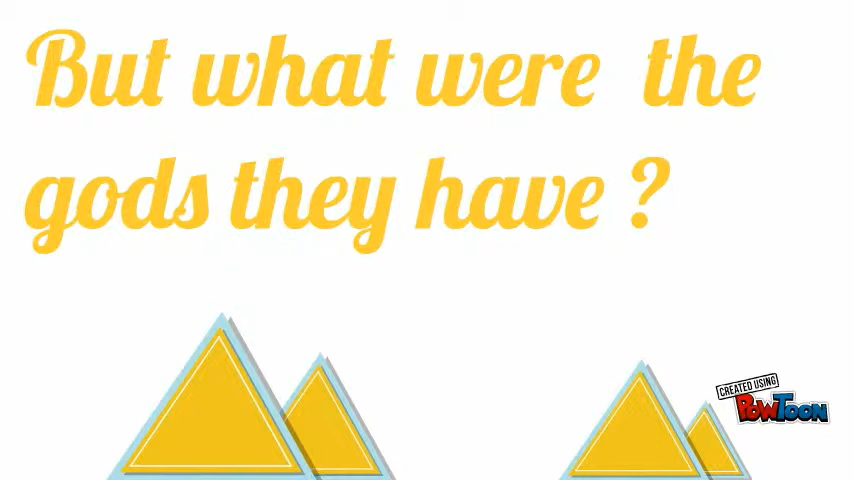 But what were the
gods they have ?
CREATED USING
POWTOON